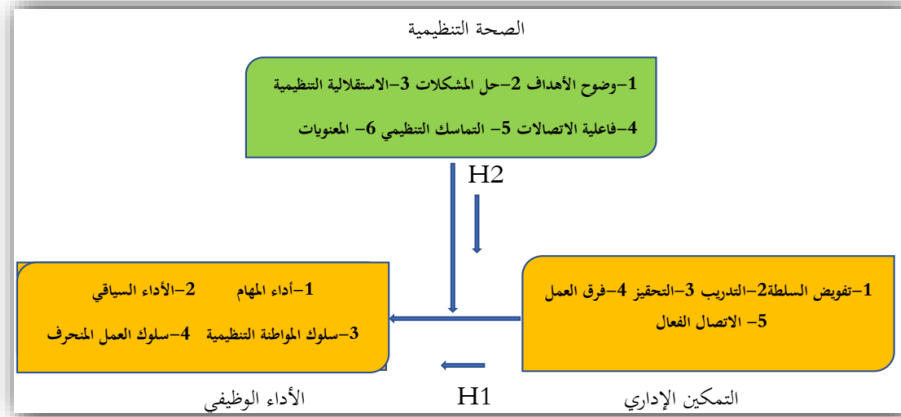 الصحة التنظيمية
1-وضوح الأهداف 2-حل المشكلات 3-الاستقلالية التنظيمية
4-فاعلية الاتصالات 5- التماسك التنظيمي 6- المعنويات
H2
1-تفويض السلطة2-التدريب 3-التحقيز 4-فرق العمل
5- الاتصال الفعال
1-أداء المهام 2-الأداء السياقي
3-سلوك المواطنة التنظيمية 4-سلوك العمل المنحرف
H1
التمكين الإداري
الأداء الوظيفي